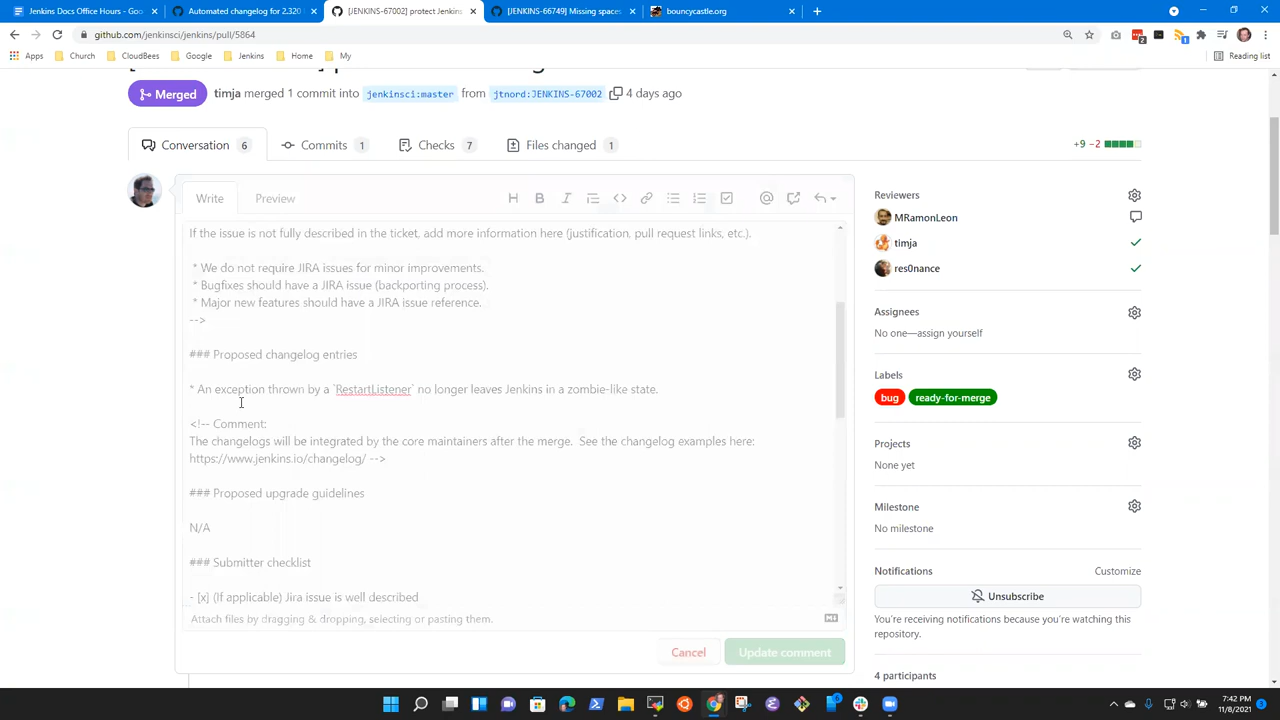 Jenkins Docs Office Hours - Goo
Automated changelog for 2.320
[JENKINS-67002] protect Jenkins
[JENKINS-66749] Missing spaces
bouncycastle.org
github.com/jenkinsci/jenkins/pull/5864
Apps
Church
CloudBees
Google
Jenkins
Home
My
Reading list
Merged
timja merged 1 commit into jenkinsci:master from jtnord:JENKINS-67002 4 days ago
Conversation 6
Commits 1
Checks 7
Files changed 1
+9 −2
Write
Preview
If the issue is not fully described in the ticket, add more information here (justification, pull request links, etc.).
* We do not require JIRA issues for minor improvements.
* Bugfixes should have a JIRA issue (backporting process).
* Major new features should have a JIRA issue reference.
-->
### Proposed changelog entries
* An exception thrown by a `RestartListener` no longer leaves Jenkins in a zombie-like state.
<!-- Comment:
The changelogs will be integrated by the core maintainers after the merge.  See the changelog examples here:
https://www.jenkins.io/changelog/ -->
### Proposed upgrade guidelines
N/A
### Submitter checklist
- [x] (If applicable) Jira issue is well described
Attach files by dragging & dropping, selecting or pasting them.
Cancel
Update comment
Reviewers
MRamonLeon
timja
res0nance
Assignees
No one—assign yourself
Labels
bug
ready-for-merge
Projects
None yet
Milestone
No milestone
Notifications
Customize
Unsubscribe
You're receiving notifications because you're watching this
repository.
4 participants
7:42 PM
11/8/2021